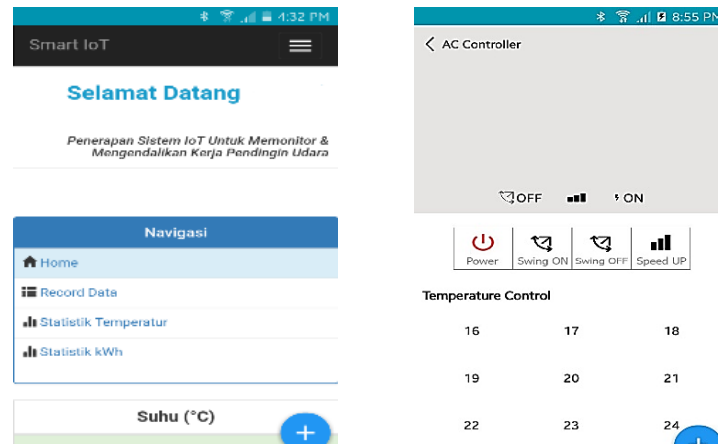 4:32 PM
Smart IoT
Selamat Datang
Penerapan Sistem IoT Untuk Memonitor &
Mengendalikan Kerja Pendingin Udara
Navigasi
Home
Record Data
Statistik Temperatur
Statistik kWh
Suhu (°C)
+
8:55 PM
AC Controller
OFF ON
Power Swing ON Swing OFF Speed UP
Temperature Control
16 17 18
19 20 21
22 23 24
+